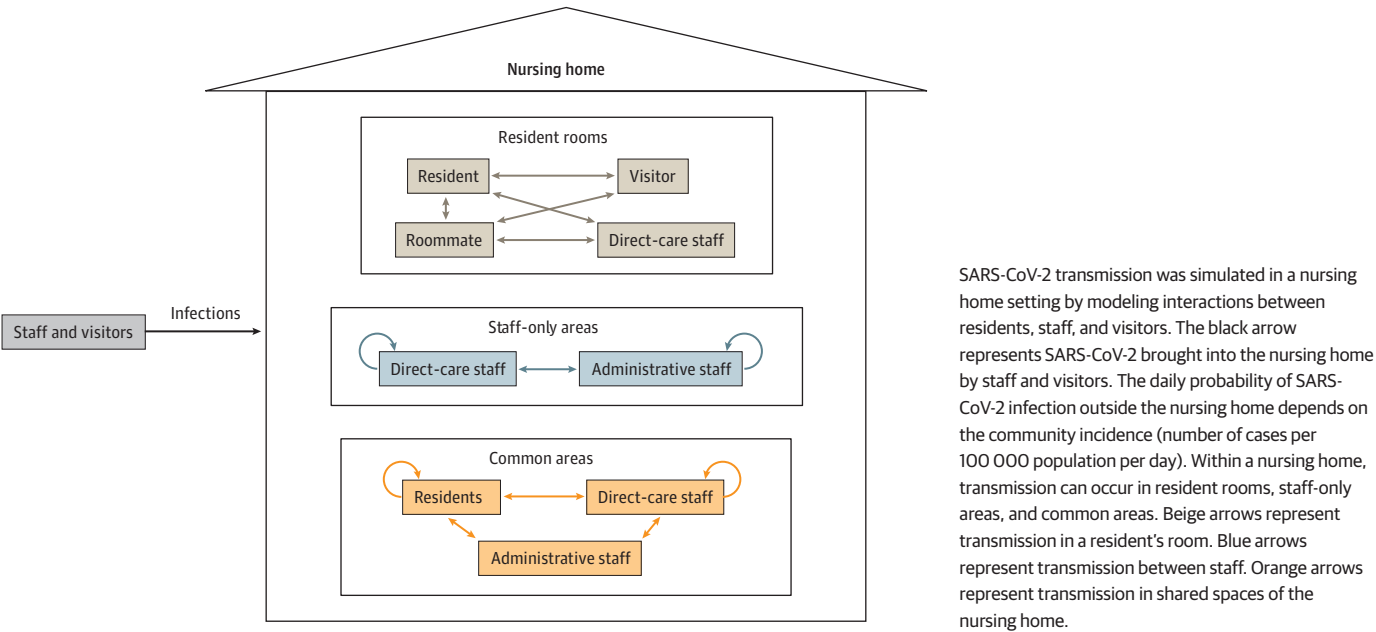 Nursing home
Resident rooms
Resident
Visitor
Roommate
Direct-care staff
Infections
Staff and visitors
Staff-only areas
Direct-care staff
Administrative staff
Common areas
Residents
Direct-care staff
Administrative staff
SARS-CoV-2 transmission was simulated in a nursing
home setting by modeling interactions between
residents, staff, and visitors. The black arrow
represents SARS-CoV-2 brought into the nursing home
by staff and visitors. The daily probability of SARS-
CoV-2 infection outside the nursing home depends on
the community incidence (number of cases per
100 000 population per day). Within a nursing home,
transmission can occur in resident rooms, staff-only
areas, and common areas. Beige arrows represent
transmission in a resident's room. Blue arrows
represent transmission between staff. Orange arrows
represent transmission in shared spaces of the
nursing home.